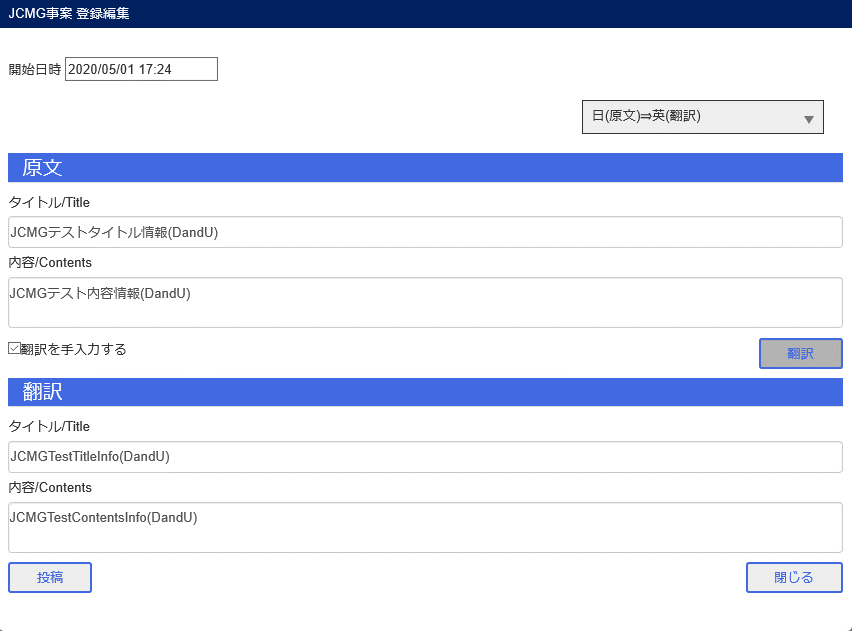 JCMG事案 登録編集
開始日時 2020/05/01 17:24
日(原文)⇒英(翻訳)
原文
タイトル/Title
JCMGテストタイトル情報(DandU)
内容/Contents
JCMGテスト内容情報(DandU)
翻訳を手入力する
翻訳
翻訳
タイトル/Title
JCMGTestTitleInfo(DandU)
内容/Contents
JCMGTestContentsInfo(DandU)
投稿
閉じる